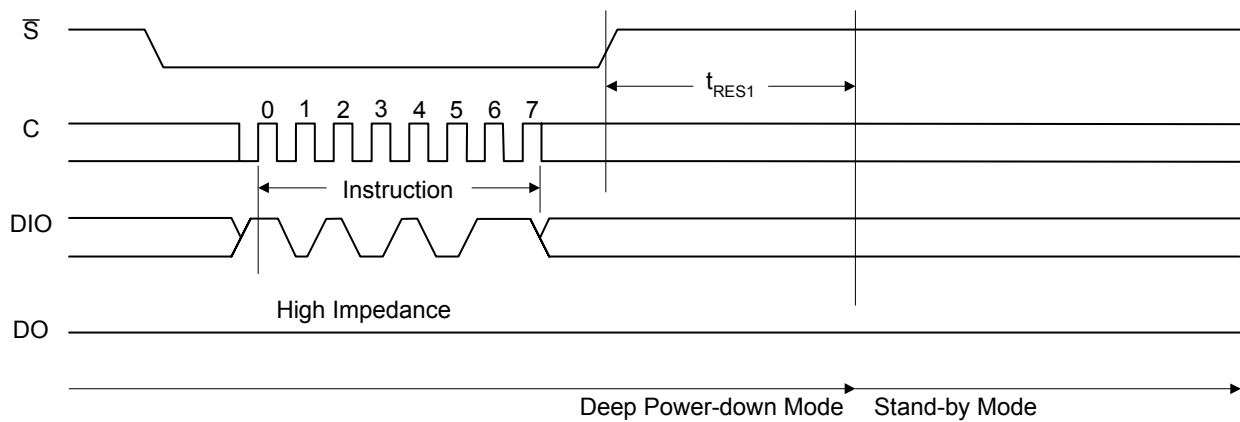 S̅
t_RES1
0 1 2 3 4 5 6 7
C
Instruction
DIO
High Impedance
DO
Deep Power-down Mode Stand-by Mode